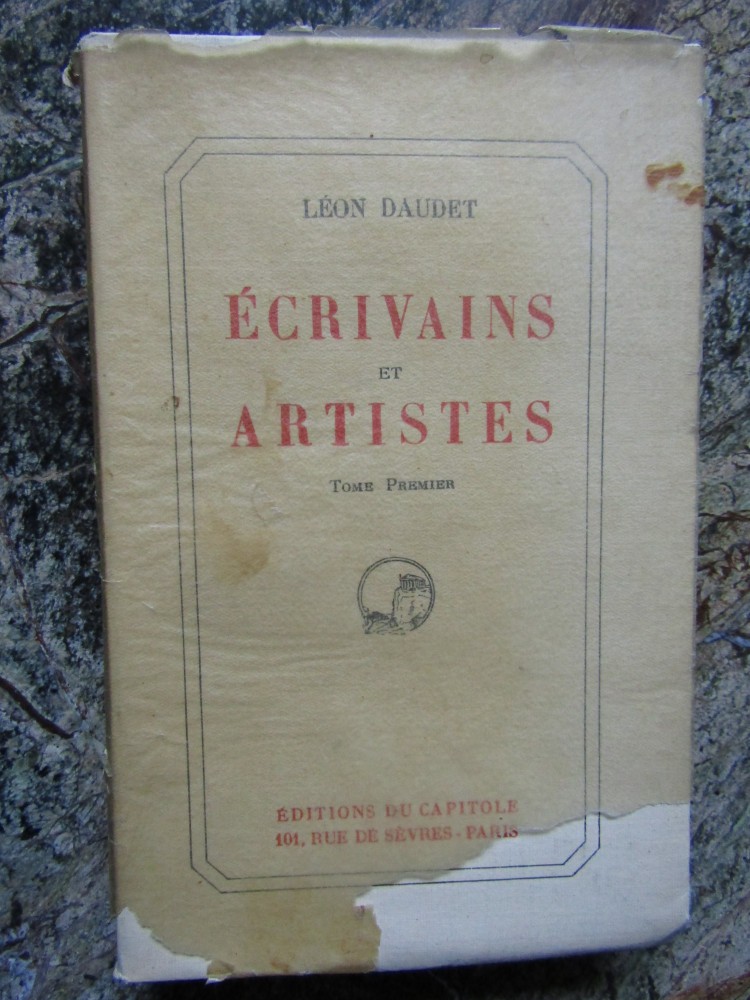 LÉON DAUDET
ÉCRIVAINS
ET
ARTISTES
TOME PREMIER
ÉDITIONS DU CAPITOLE
101, RUE DE SÈVRES - PARIS